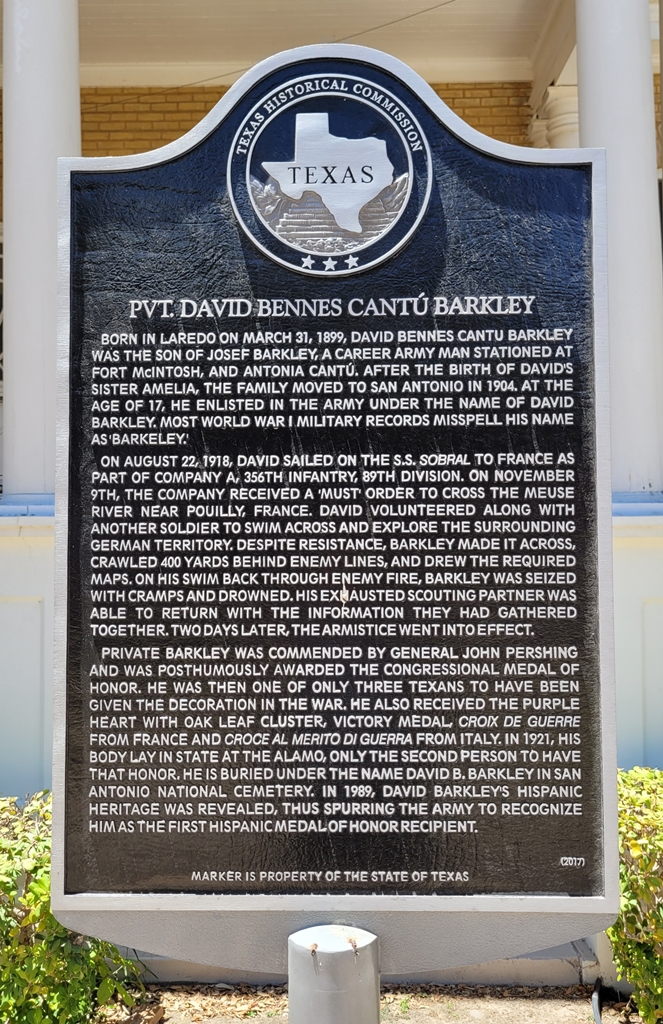 TEXAS HISTORICAL COMMISSION
TEXAS
PVT. DAVID BENNES CANTÚ BARKLEY
BORN IN LAREDO ON MARCH 31, 1899, DAVID BENNES CANTU BARKLEY
WAS THE SON OF JOSEF BARKLEY, A CAREER ARMY MAN STATIONED AT
FORT McINTOSH, AND ANTONIA CANTÚ. AFTER THE BIRTH OF DAVID'S
SISTER AMELIA, THE FAMILY MOVED TO SAN ANTONIO IN 1904. AT THE
AGE OF 17, HE ENLISTED IN THE ARMY UNDER THE NAME OF DAVID
BARKLEY. MOST WORLD WAR I MILITARY RECORDS MISSPELL HIS NAME
AS 'BARKELEY.'
ON AUGUST 22, 1918, DAVID SAILED ON THE S.S. SOBRAL TO FRANCE AS
PART OF COMPANY A, 356TH INFANTRY, 89TH DIVISION. ON NOVEMBER
9TH, THE COMPANY RECEIVED A 'MUST' ORDER TO CROSS THE MEUSE
RIVER NEAR POUILLY, FRANCE. DAVID VOLUNTEERED ALONG WITH
ANOTHER SOLDIER TO SWIM ACROSS AND EXPLORE THE SURROUNDING
GERMAN TERRITORY. DESPITE RESISTANCE, BARKLEY MADE IT ACROSS,
CRAWLED 400 YARDS BEHIND ENEMY LINES, AND DREW THE REQUIRED
MAPS. ON HIS SWIM BACK THROUGH ENEMY FIRE, BARKLEY WAS SEIZED
WITH CRAMPS AND DROWNED. HIS EXHAUSTED SCOUTING PARTNER WAS
ABLE TO RETURN WITH THE INFORMATION THEY HAD GATHERED
TOGETHER. TWO DAYS LATER, THE ARMISTICE WENT INTO EFFECT.
PRIVATE BARKLEY WAS COMMENDED BY GENERAL JOHN PERSHING
AND WAS POSTHUMOUSLY AWARDED THE CONGRESSIONAL MEDAL OF
HONOR. HE WAS THEN ONE OF ONLY THREE TEXANS TO HAVE BEEN
GIVEN THE DECORATION IN THE WAR. HE ALSO RECEIVED THE PURPLE
HEART WITH OAK LEAF CLUSTER, VICTORY MEDAL, CROIX DE GUERRE
FROM FRANCE AND CROCE AL MERITO DI GUERRA FROM ITALY. IN 1921, HIS
BODY LAY IN STATE AT THE ALAMO, ONLY THE SECOND PERSON TO HAVE
THAT HONOR. HE IS BURIED UNDER THE NAME DAVID B. BARKLEY IN SAN
ANTONIO NATIONAL CEMETERY. IN 1989, DAVID BARKLEY'S HISPANIC
HERITAGE WAS REVEALED, THUS SPURRING THE ARMY TO RECOGNIZE
HIM AS THE FIRST HISPANIC MEDAL OF HONOR RECIPIENT.
(2017)
MARKER IS PROPERTY OF THE STATE OF TEXAS